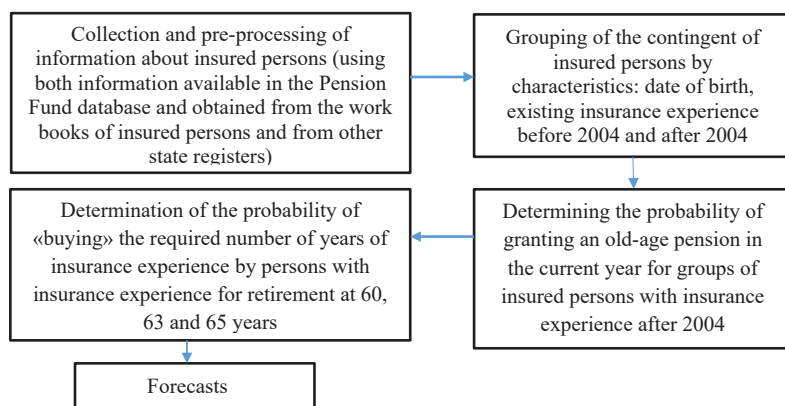 Collection and pre-processing of
information about insured persons (using
both information available in the Pension
Fund database and obtained from the work
books of insured persons and from other
state registers)
Grouping of the contingent of
insured persons by
characteristics: date of birth,
existing insurance experience
before 2004 and after 2004
Determining the probability of
granting an old-age pension in
the current year for groups of
insured persons with insurance
experience after 2004
Determination of the probability of
«buying» the required number of years of
insurance experience by persons with
insurance experience for retirement at 60,
63 and 65 years
Forecasts